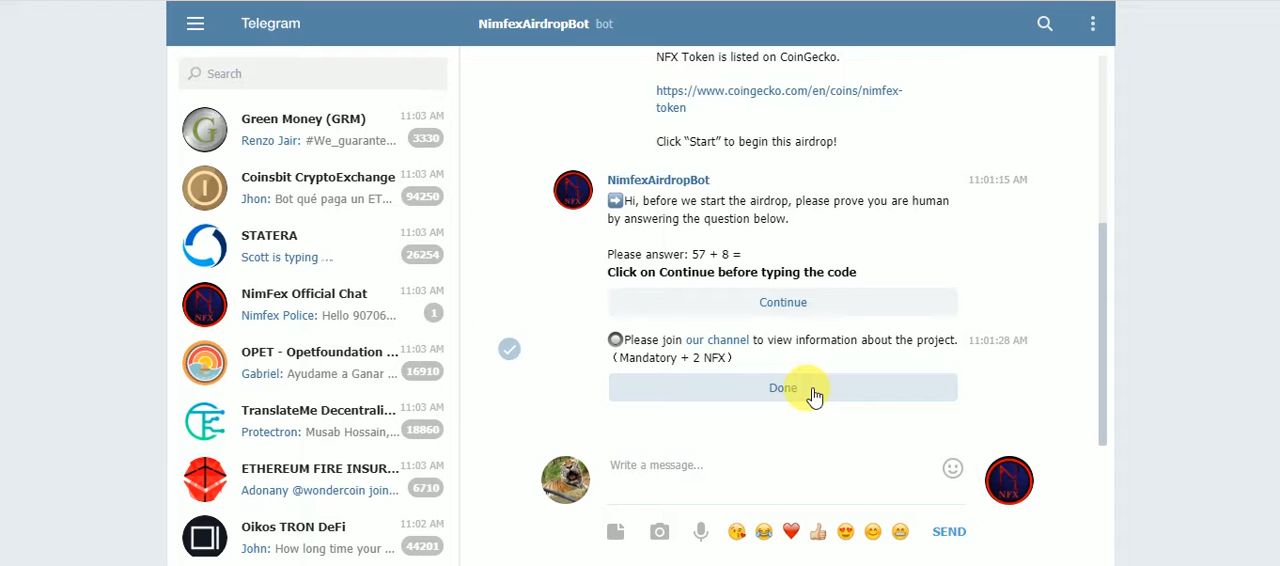 Telegram
NimfexAirdropBot bot
Search
Green Money (GRM) 11:03 AM
Renzo Jair: #We_guarante... 3330
Coinsbit CryptoExchange 11:03 AM
Jhon: Bot qué paga un ET... 94250
STATERA 11:03 AM
Scott is typing ... 26254
NimFex Official Chat 11:03 AM
Nimfex Police: Hello 90706... 1
OPET - Opetfoundation ... 11:03 AM
Gabriel: Ayudame a Ganar ... 16910
TranslateMe Decentrali... 11:03 AM
Protectron: Musab Hossain,... 18860
ETHEREUM FIRE INSUR... 11:03 AM
Adonany @wondercoin join... 6710
Oikos TRON DeFi 11:02 AM
John: How long time your ... 44201
NFX Token is listed on CoinGecko.
https://www.coingecko.com/en/coins/nimfex-
token
Click “Start” to begin this airdrop!
NimfexAirdropBot 11:01:15 AM
➡Hi, before we start the airdrop, please prove you are human
by answering the question below.
Please answer: 57 + 8 =
Click on Continue before typing the code
Continue
🔘Please join our channel to view information about the project. 11:01:28 AM
（Mandatory + 2 NFX）
Done
Write a message...
NFX
SEND